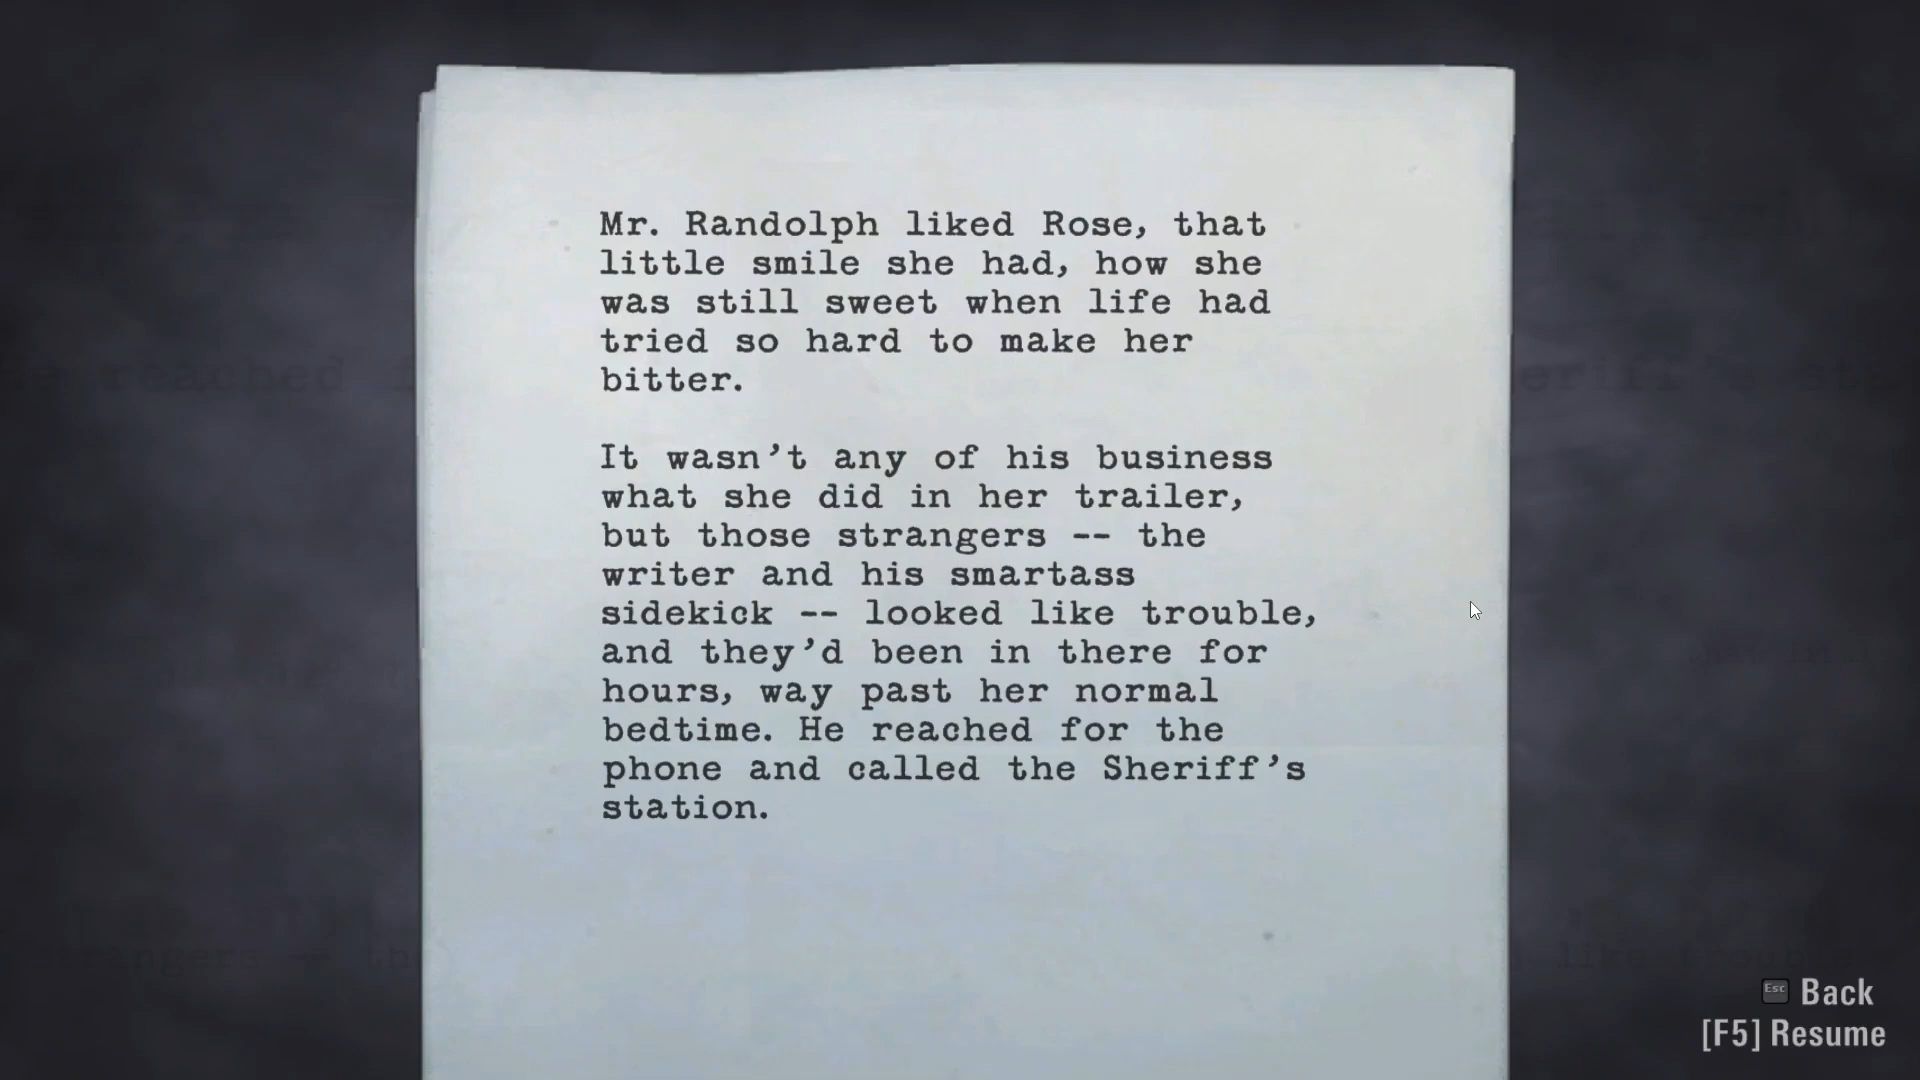 Mr. Randolph liked Rose, that
little smile she had, how she
was still sweet when life had
tried so hard to make her
bitter.
It wasn't any of his business
what she did in her trailer,
but those strangers -- the
writer and his smartass
sidekick -- looked like trouble,
and they'd been in there for
hours, way past her normal
bedtime. He reached for the
phone and called the Sheriff's
station.
Esc Back
[F5] Resume